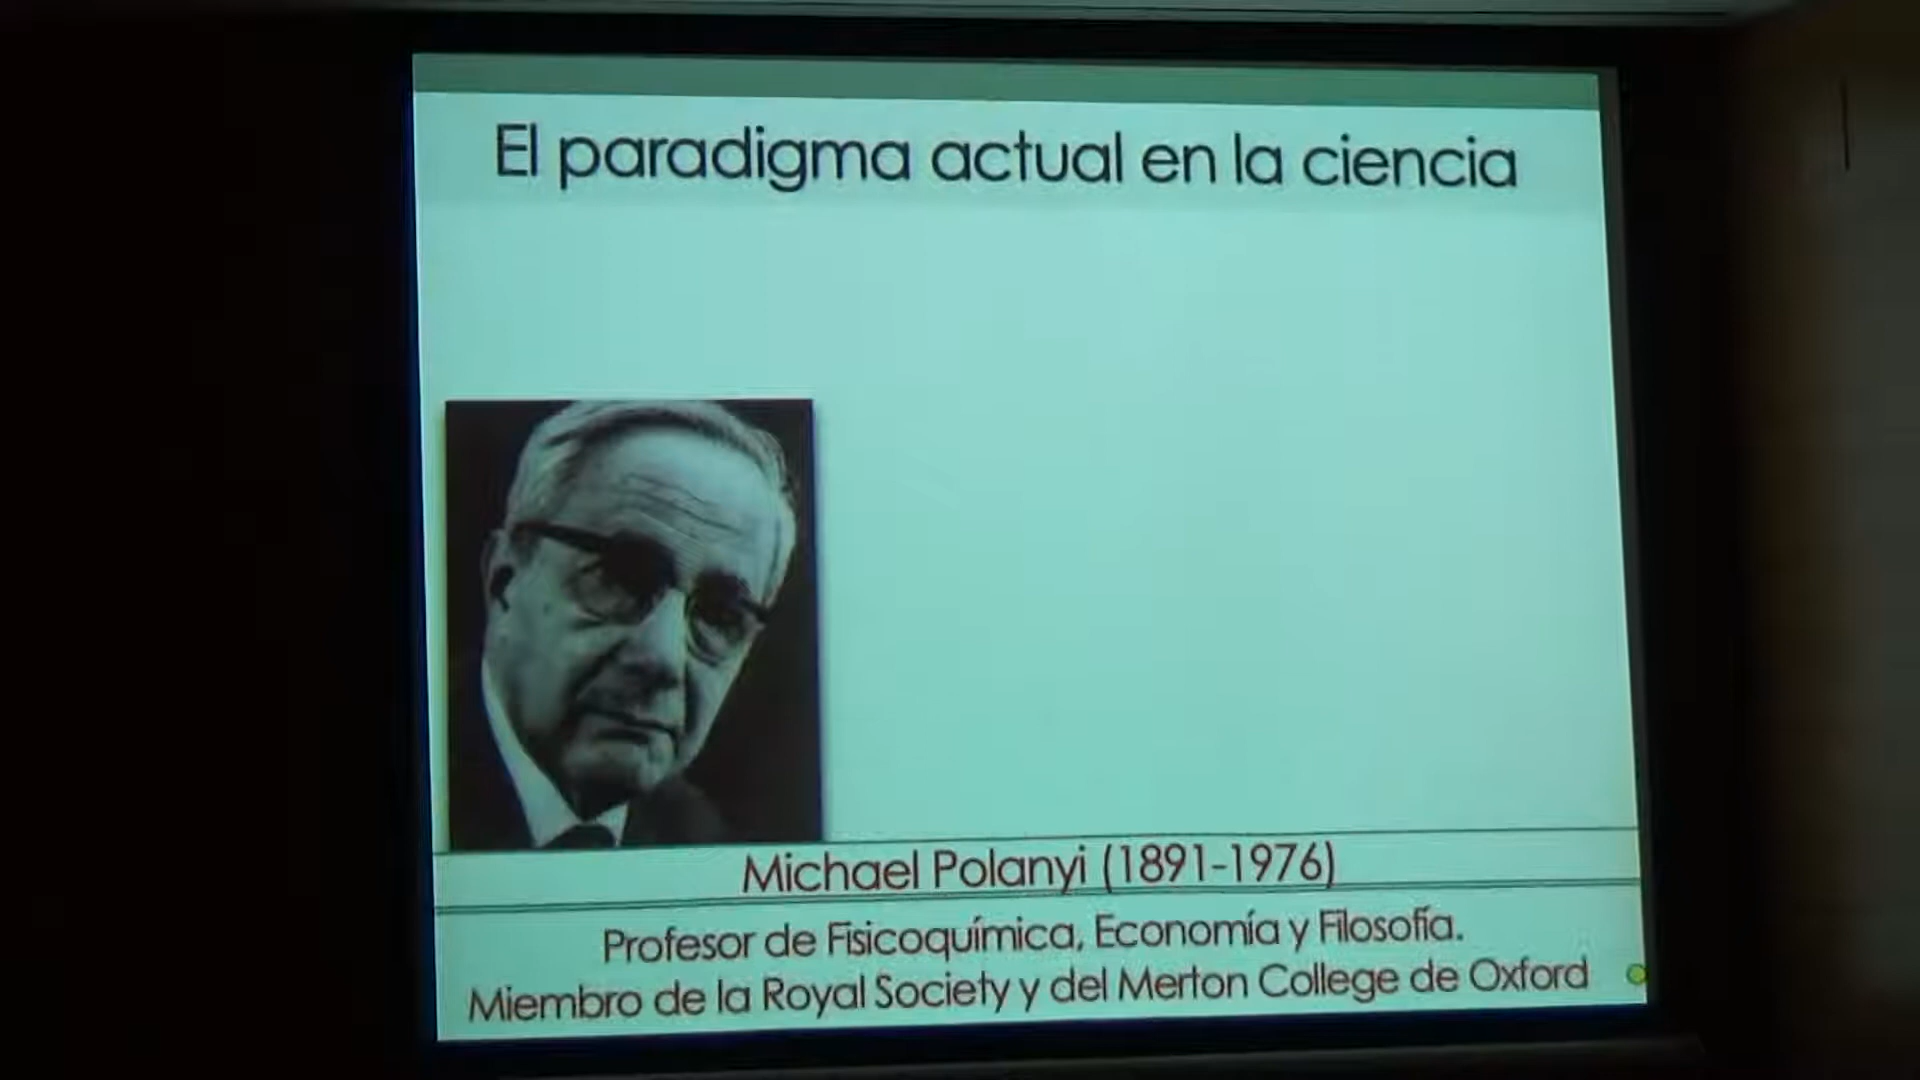 El paradigma actual en la ciencia
Michael Polanyi (1891-1976)
Profesor de Fisicoquímica, Economía y Filosofía.
Miembro de la Royal Society y del Merton College de Oxford